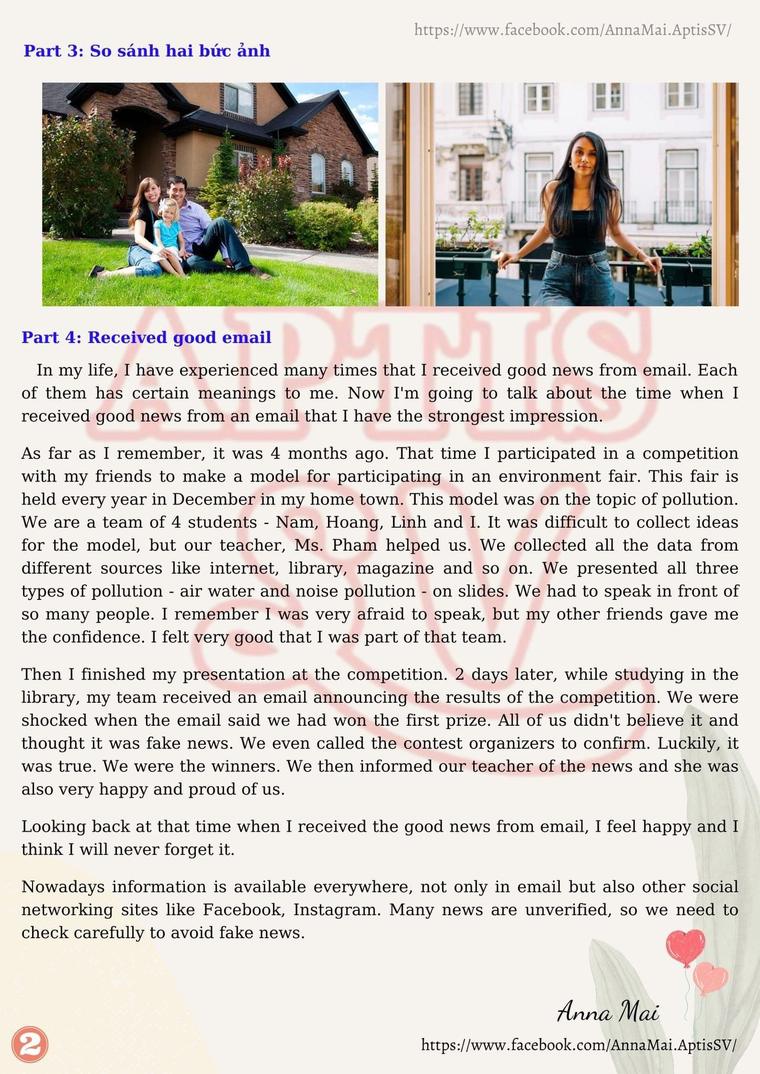 https://www.facebook.com/AnnaMai.AptisSV/
Part 3: So sánh hai bức ảnh
Part 4: Received good email
In my life, I have experienced many times that I received good news from email. Each
of them has certain meanings to me. Now I'm going to talk about the time when I
received good news from an email that I have the strongest impression.
As far as I remember, it was 4 months ago. That time I participated in a competition
with my friends to make a model for participating in an environment fair. This fair is
held every year in December in my home town. This model was on the topic of pollution.
We are a team of 4 students - Nam, Hoang, Linh and I. It was difficult to collect ideas
for the model, but our teacher, Ms. Pham helped us. We collected all the data from
different sources like internet, library, magazine and so on. We presented all three
types of pollution - air water and noise pollution - on slides. We had to speak in front of
so many people. I remember I was very afraid to speak, but my other friends gave me
the confidence. I felt very good that I was part of that team.
Then I finished my presentation at the competition. 2 days later, while studying in the
library, my team received an email announcing the results of the competition. We were
shocked when the email said we had won the first prize. All of us didn't believe it and
thought it was fake news. We even called the contest organizers to confirm. Luckily, it
was true. We were the winners. We then informed our teacher of the news and she was
also very happy and proud of us.
Looking back at that time when I received the good news from email, I feel happy and I
think I will never forget it.
Nowadays information is available everywhere, not only in email but also other social
networking sites like Facebook, Instagram. Many news are unverified, so we need to
check carefully to avoid fake news.
APTIS
SV
Anna Mai
2
https://www.facebook.com/AnnaMai.AptisSV/